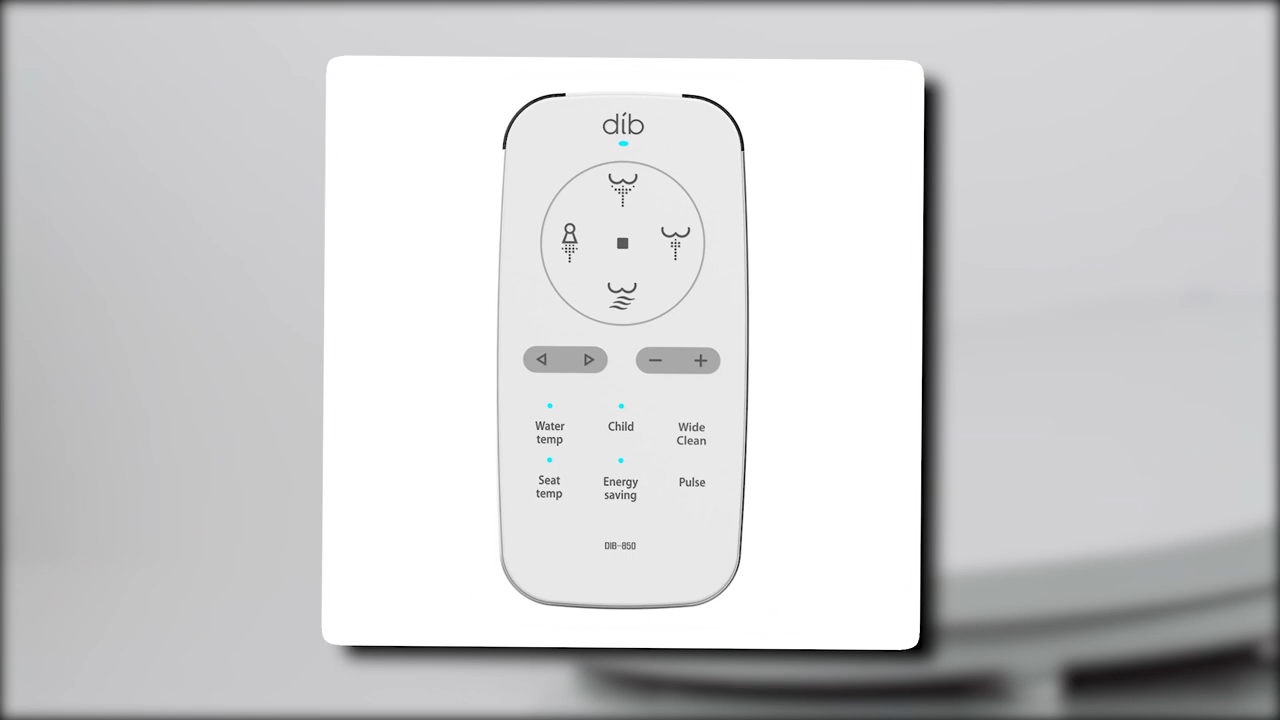 díb
Water
temp
Child
Wide
Clean
Seat
temp
Energy
saving
Pulse
DIB-850